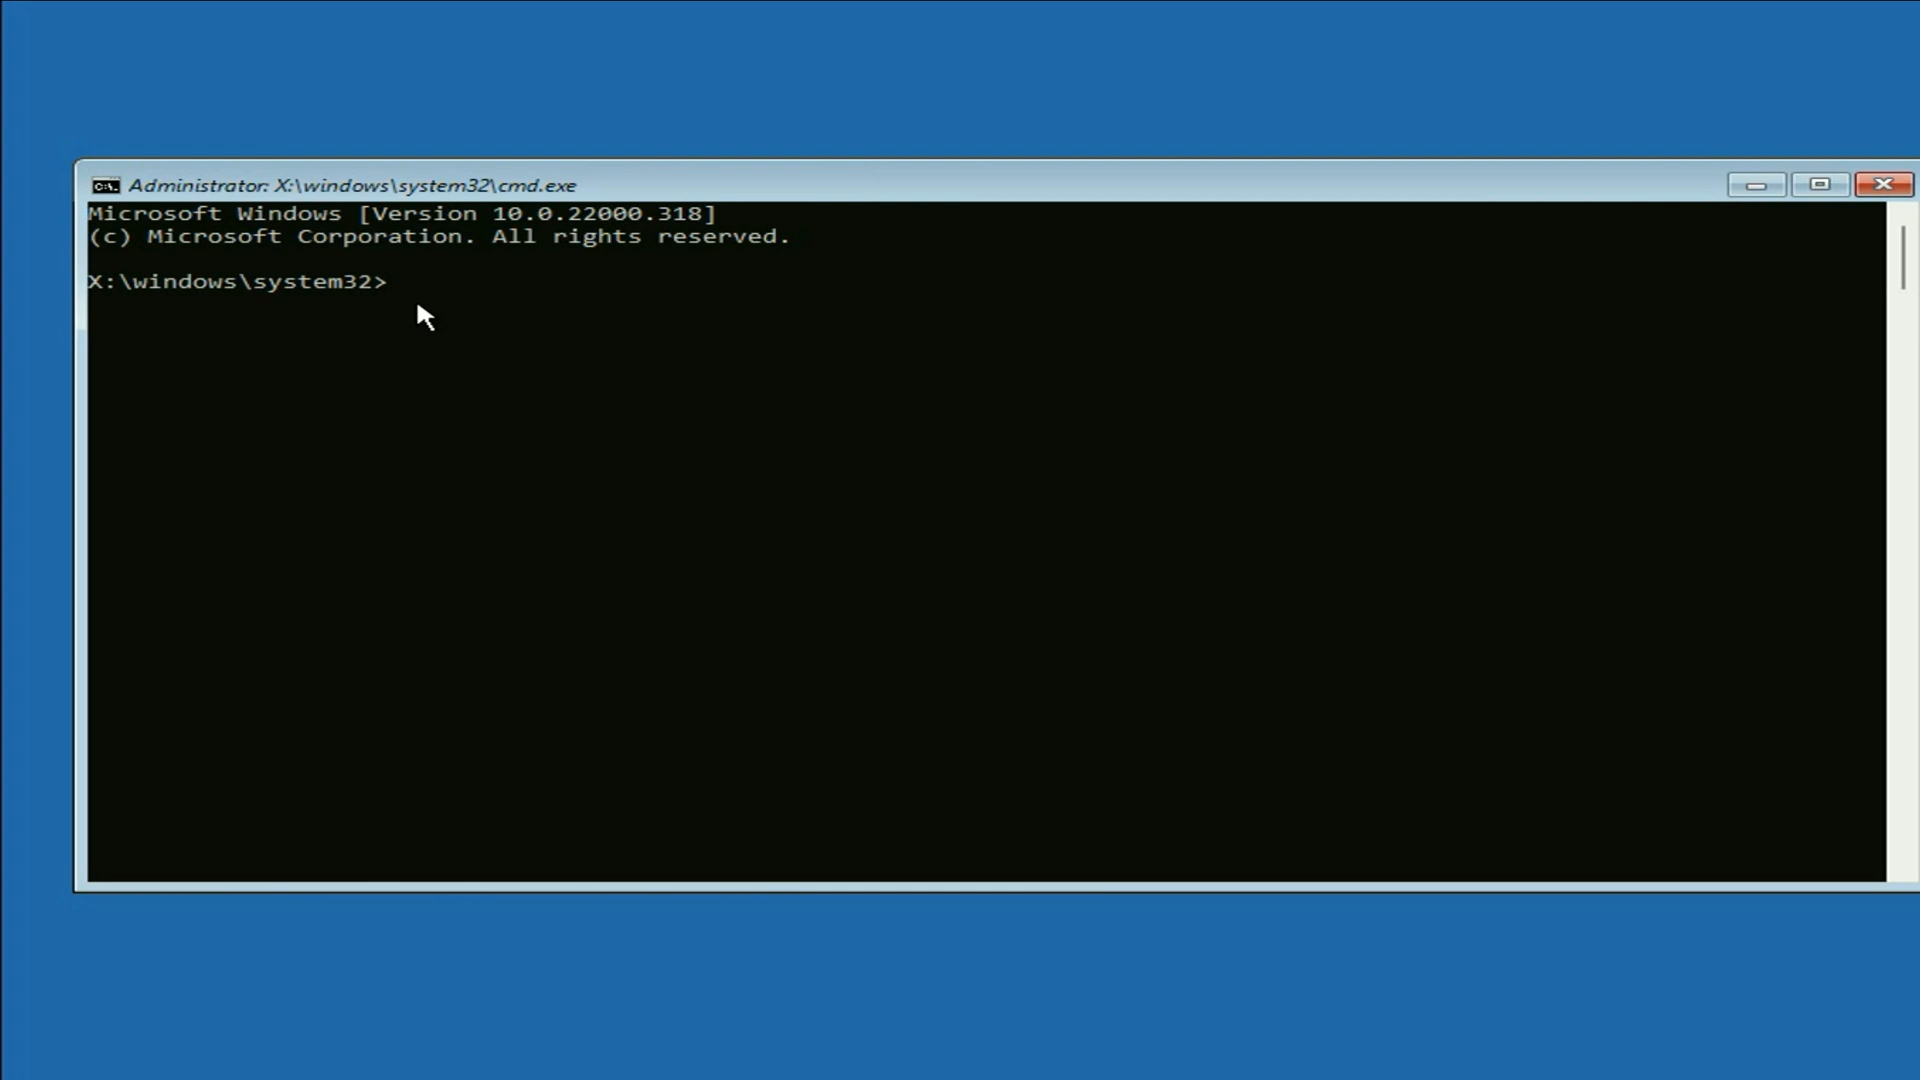 Administrator: X:\windows\system32\cmd.exe
Microsoft Windows [Version 10.0.22000.318]
(c) Microsoft Corporation. All rights reserved.
X:\windows\system32>